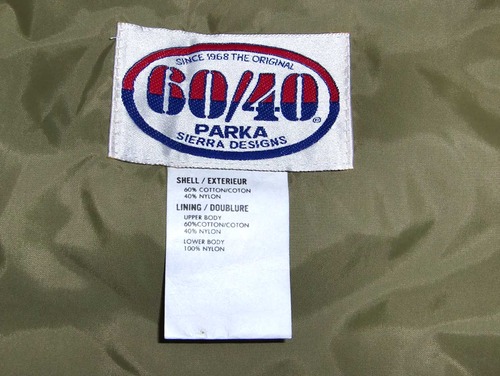 SINCE 1968 THE ORIGINAL
60/40®
PARKA
SIERRA DESIGNS
SHELL / EXTERIEUR
60% COTTON/COTON
40% NYLON
LINING / DOUBLURE
UPPER BODY
60%COTTON/COTON
40% NYLON
LOWER BODY
100% NYLON